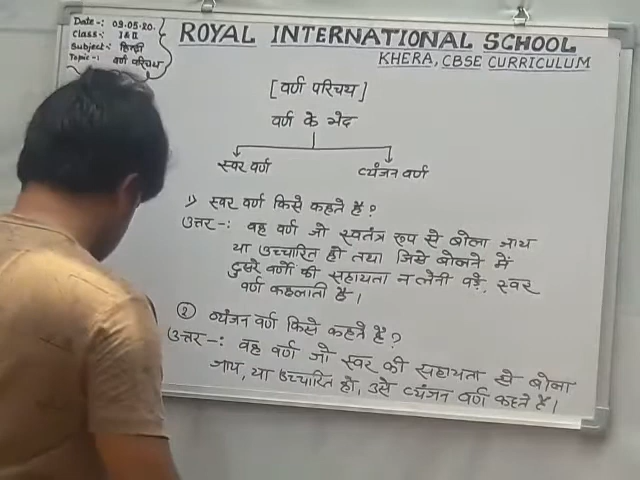 Date-: 09.05.20.
Class-: I & II
Subject-: हिन्दी
Topic-: वर्ण परिचय
ROYAL INTERNATIONAL SCHOOL
KHERA, CBSE CURRICULUM
[वर्ण परिचय]
वर्ण के भेद
स्वर वर्ण व्यंजन वर्ण
1) स्वर वर्ण किसे कहते हैं?
उत्तर-: वह वर्ण जो स्वतंत्र रूप से बोला जाय
या उच्चारित हो तथा जिसे बोलने में
दुसरे वर्णों की सहायता न लेनी पड़े, स्वर
वर्ण कहलाती है।
② व्यंजन वर्ण किसे कहते है?
उत्तर-: वह वर्ण जो स्वर की सहायता से बोला
जाय, या उच्चारित हो, उसे व्यंजन वर्ण कहते हैं।